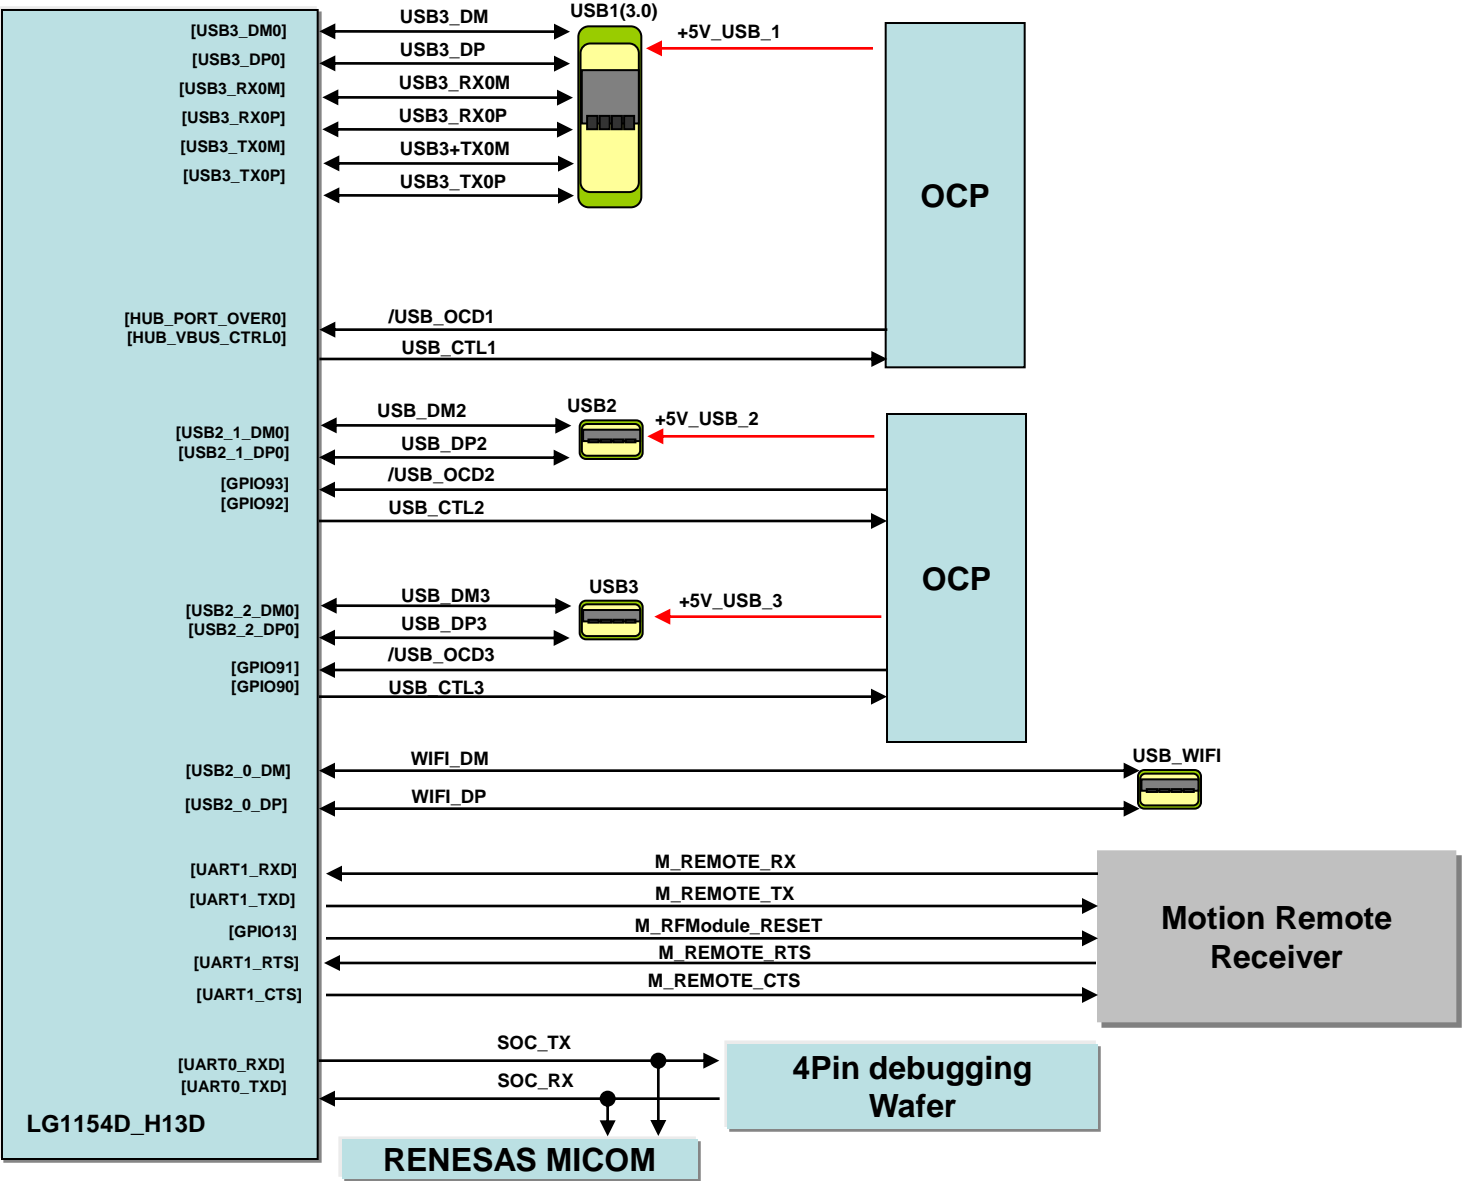 USB1(3.0)
[USB3_DM0]
USB3_DM
+5V_USB_1
[USB3_DP0]
USB3_DP
[USB3_RX0M]
USB3_RX0M
[USB3_RX0P]
USB3_RX0P
[USB3_TX0M]
USB3+TX0M
[USB3_TX0P]
USB3_TX0P
OCP
[HUB_PORT_OVER0]
/USB_OCD1
[HUB_VBUS_CTRL0]
USB_CTL1
USB_DM2
USB2
+5V_USB_2
[USB2_1_DM0]
USB_DP2
[USB2_1_DP0]
/USB_OCD2
[GPIO93]
[GPIO92]
USB_CTL2
OCP
USB_DM3
USB3
+5V_USB_3
[USB2_2_DM0]
USB_DP3
[USB2_2_DP0]
/USB_OCD3
[GPIO91]
[GPIO90]
USB_CTL3
WIFI_DM
USB_WIFI
[USB2_0_DM]
WIFI_DP
[USB2_0_DP]
M_REMOTE_RX
[UART1_RXD]
M_REMOTE_TX
[UART1_TXD]
M_RFModule_RESET
[GPIO13]
M_REMOTE_RTS
[UART1_RTS]
M_REMOTE_CTS
[UART1_CTS]
Motion Remote
Receiver
SOC_TX
[UART0_RXD]
SOC_RX
[UART0_TXD]
4Pin debugging
Wafer
LG1154D_H13D
RENESAS MICOM